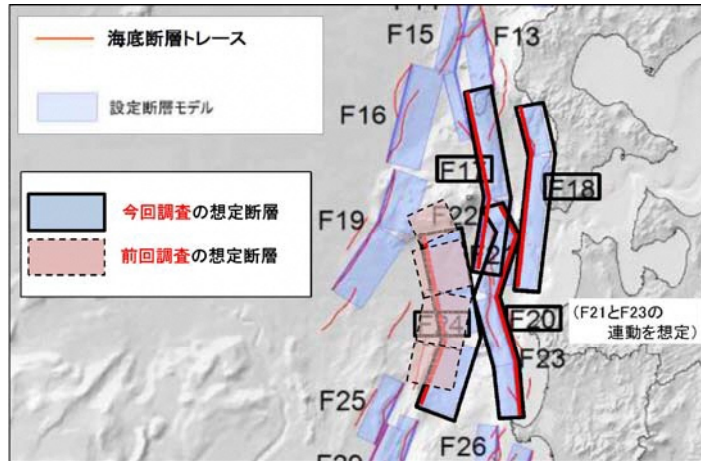 海底断層トレース
設定断層モデル
今回調査の想定断層
前回調査の想定断層
F15
F13
F16
F17
F18
F19
F22
F24
F20
(F21とF23の
連動を想定)
F23
F25
F26